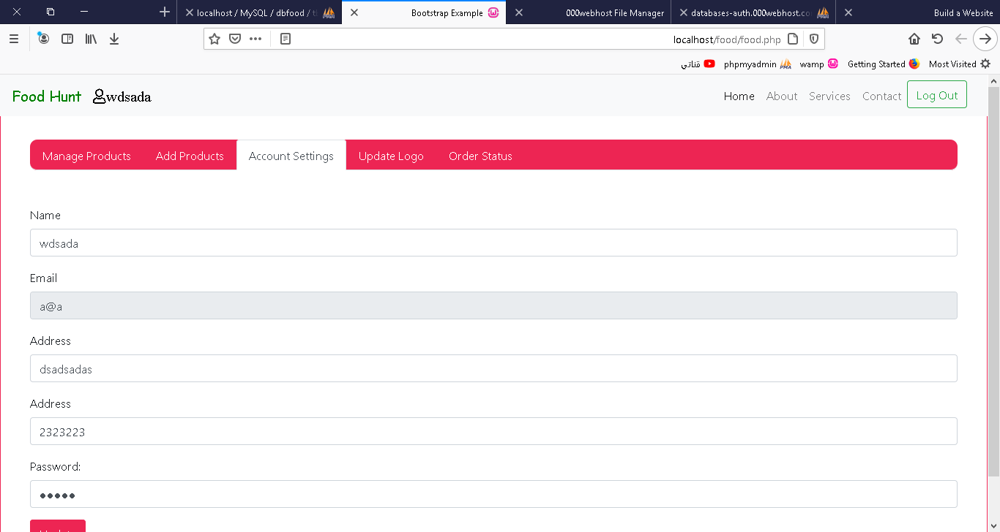 localhost / MySQL / dbfood / t
Bootstrap Example
000webhost File Manager
databases-auth.000webhost.co
Build a Website
localhost/food/food.php
قناتي
phpmyadmin
wamp
Getting Started
Most Visited
Food Hunt wdsada
Home About Services Contact Log Out
Manage Products Add Products Account Settings Update Logo Order Status
Name
wdsada
Email
a@a
Address
dsadsadas
Address
2323223
Password:
•••••